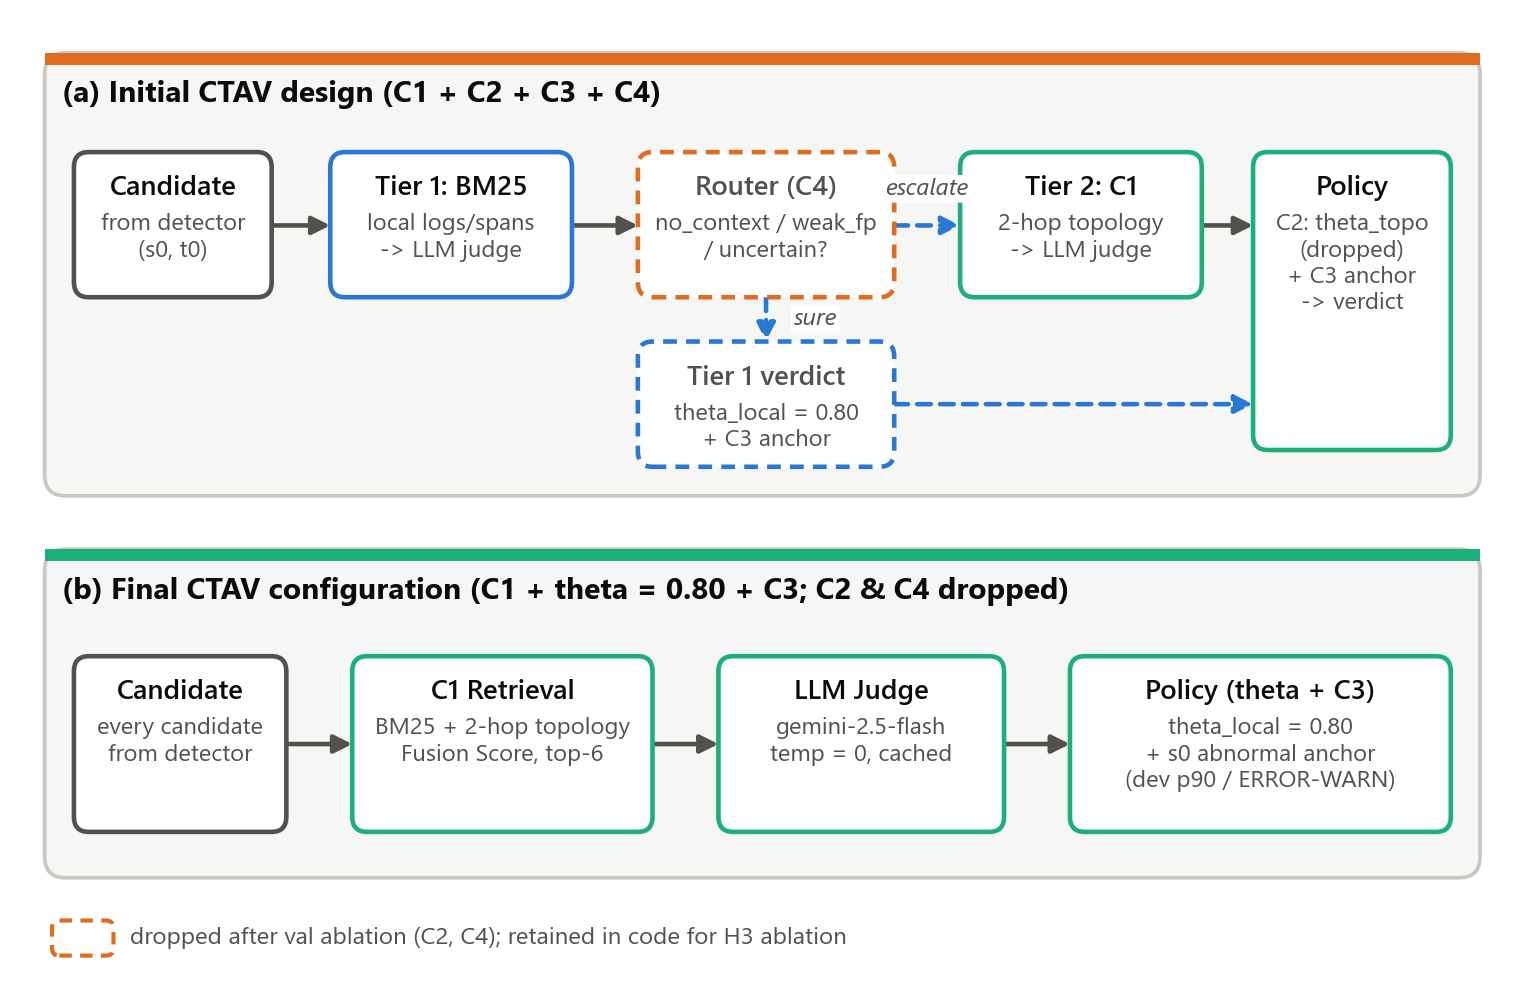 (a) Initial CTAV design (C1 + C2 + C3 + C4)
Candidate
from detector
(s0, t0)
Tier 1: BM25
local logs/spans
-> LLM judge
Router (C4)
no_context / weak_fp
/ uncertain?
escalate
Tier 2: C1
2-hop topology
-> LLM judge
Policy
C2: theta_topo
(dropped)
+ C3 anchor
-> verdict
sure
Tier 1 verdict
theta_local = 0.80
+ C3 anchor
(b) Final CTAV configuration (C1 + theta = 0.80 + C3; C2 & C4 dropped)
Candidate
every candidate
from detector
C1 Retrieval
BM25 + 2-hop topology
Fusion Score, top-6
LLM Judge
gemini-2.5-flash
temp = 0, cached
Policy (theta + C3)
theta_local = 0.80
+ s0 abnormal anchor
(dev p90 / ERROR-WARN)
dropped after val ablation (C2, C4); retained in code for H3 ablation